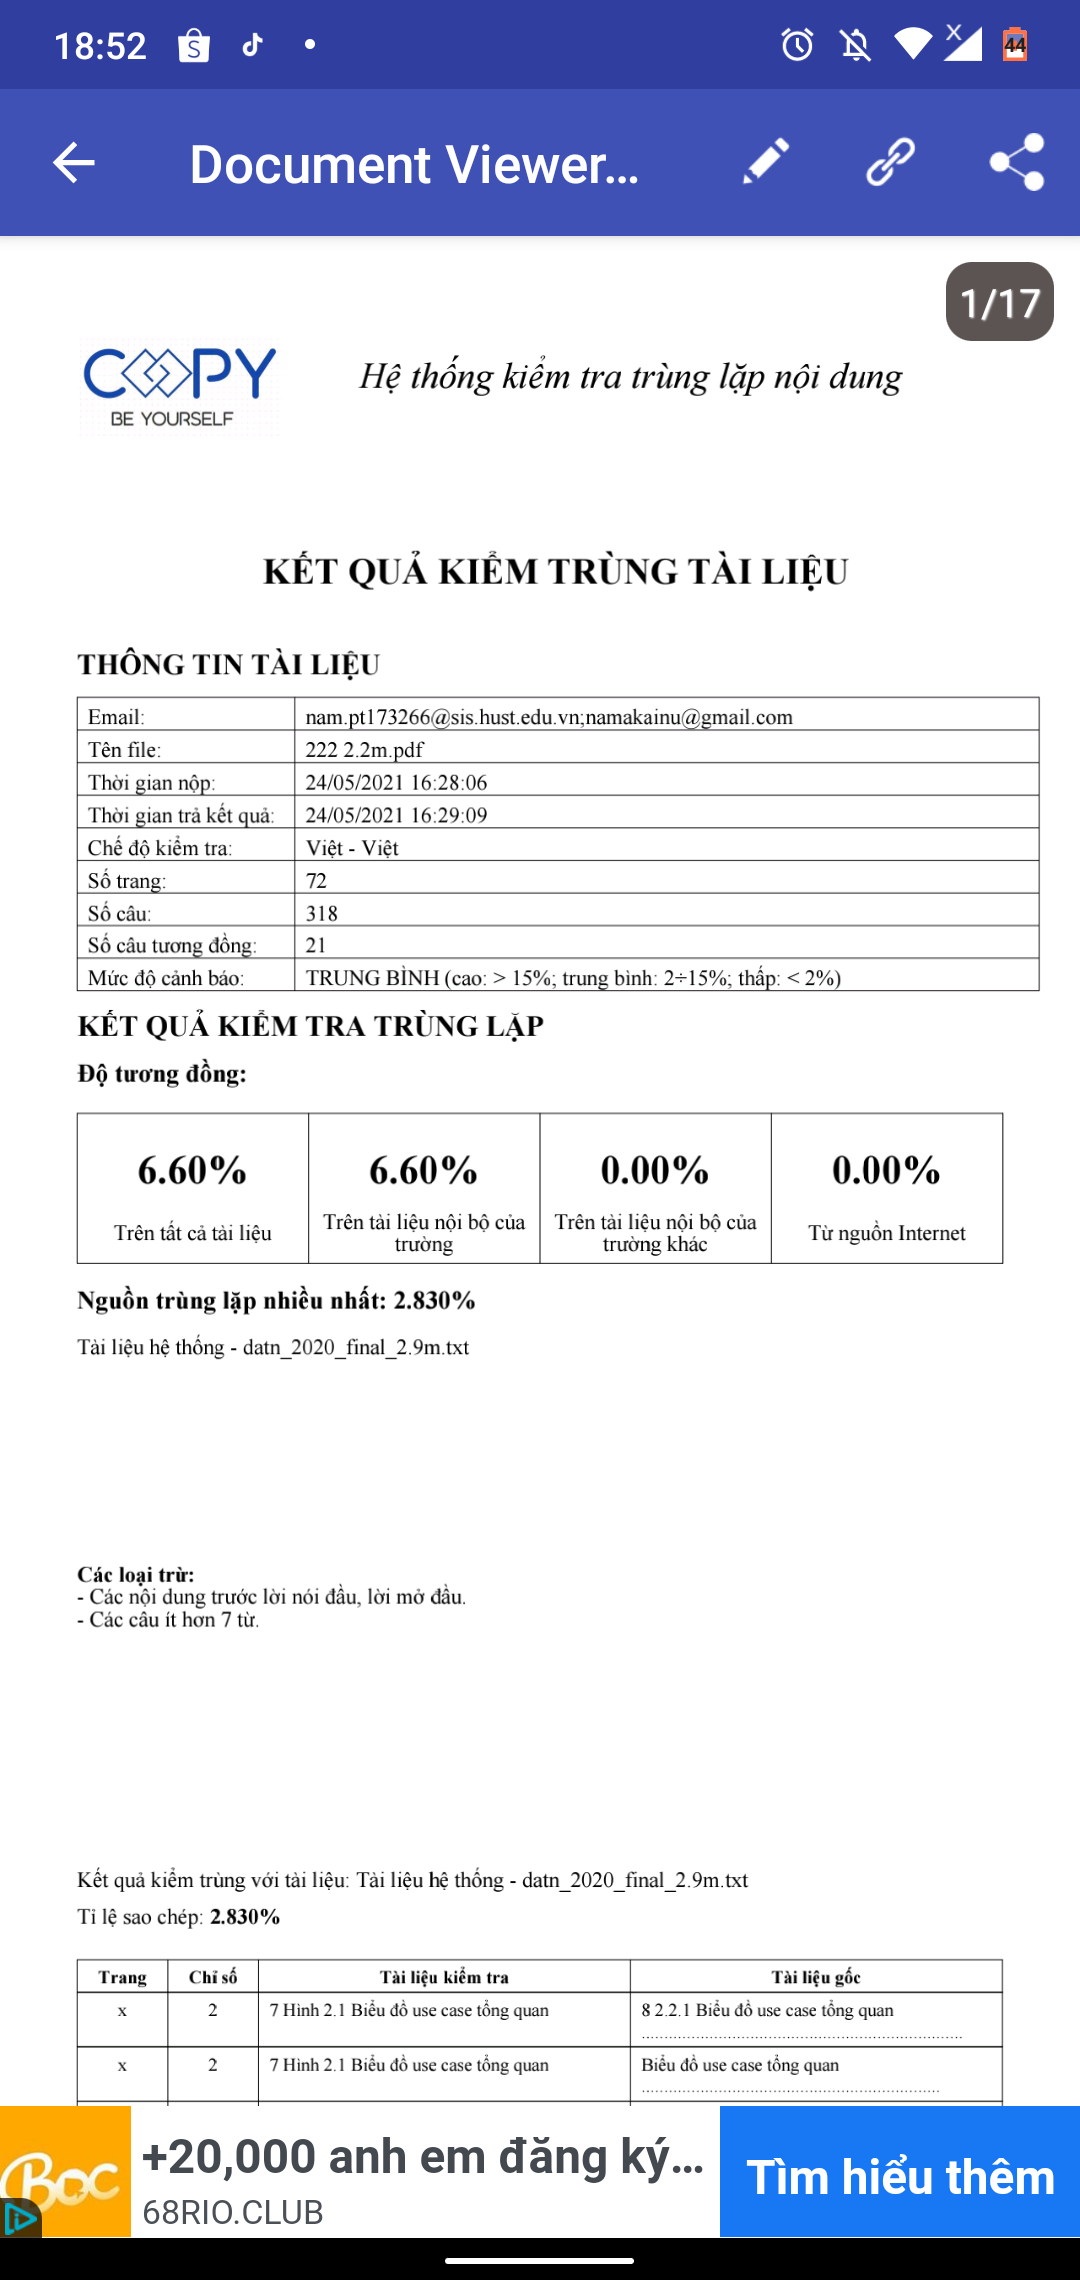 18:52
44
Document Viewer...
1/17
COPY
BE YOURSELF
Hệ thống kiểm tra trùng lặp nội dung
KẾT QUẢ KIỂM TRÙNG TÀI LIỆU
THÔNG TIN TÀI LIỆU
Email: nam.pt173266@sis.hust.edu.vn;namakainu@gmail.com
Tên file: 222 2.2m.pdf
Thời gian nộp: 24/05/2021 16:28:06
Thời gian trả kết quả: 24/05/2021 16:29:09
Chế độ kiểm tra: Việt - Việt
Số trang: 72
Số câu: 318
Số câu tương đồng: 21
Mức độ cảnh báo: TRUNG BÌNH (cao: > 15%; trung bình: 2÷15%; thấp: < 2%)
KẾT QUẢ KIỂM TRA TRÙNG LẶP
Độ tương đồng:
6.60% 6.60% 0.00% 0.00%
Trên tất cả tài liệu Trên tài liệu nội bộ của trường Trên tài liệu nội bộ của trường khác Từ nguồn Internet
Nguồn trùng lặp nhiều nhất: 2.830%
Tài liệu hệ thống - datn_2020_final_2.9m.txt
Các loại trừ:
- Các nội dung trước lời nói đầu, lời mở đầu.
- Các câu ít hơn 7 từ.
Kết quả kiểm trùng với tài liệu: Tài liệu hệ thống - datn_2020_final_2.9m.txt
Tỉ lệ sao chép: 2.830%
Trang Chỉ số Tài liệu kiểm tra Tài liệu gốc
x 2 7 Hình 2.1 Biểu đồ use case tổng quan 8 2.2.1 Biểu đồ use case tổng quan
......................................................................
x 2 7 Hình 2.1 Biểu đồ use case tổng quan Biểu đồ use case tổng quan
.................................................................
Boc
+20,000 anh em đăng ký...
68RIO.CLUB
Tìm hiểu thêm